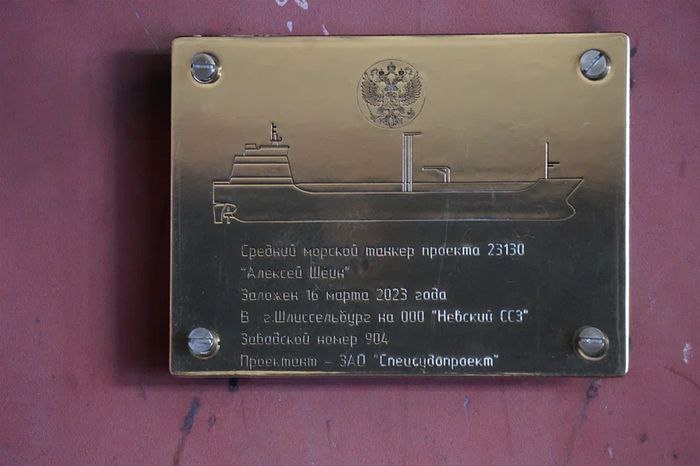 Средний морской танкер проекта 23130
"Алексей Шеин"
Заложен 16 марта 2023 года
В г.Шлиссельбург на ООО "Невский ССЗ"
Заводской номер 904
Проектант - ЗАО "Спецсудопроект"